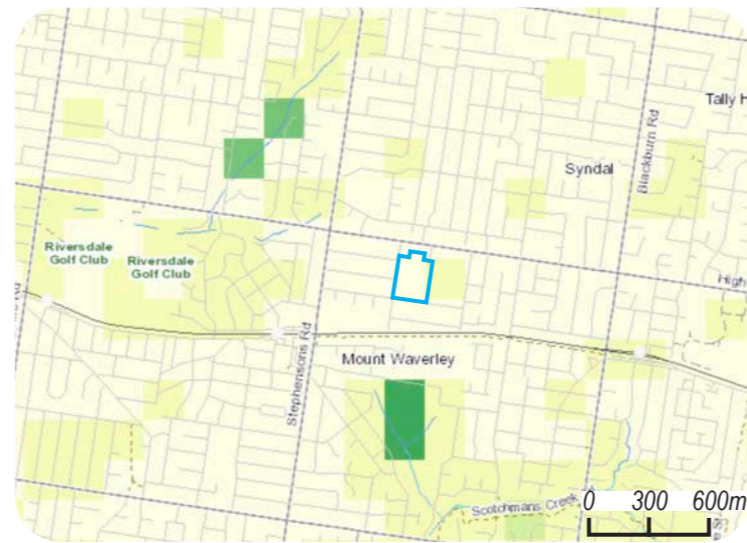 Tally H
Blackburn Rd
Syndal
Riversdale
Golf Club
Riversdale
Golf Club
High
Rd
Stephensons Rd
Mount Waverley
Scotchmans Creek
0 300 600m